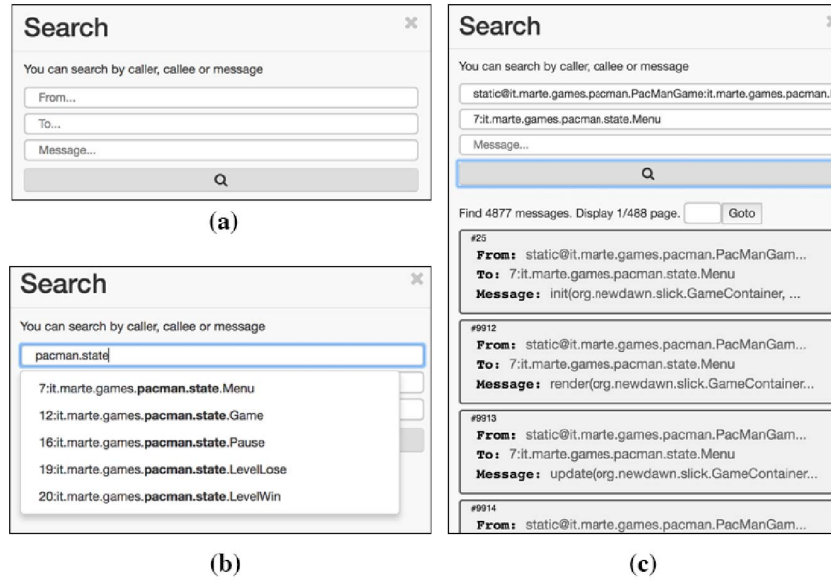 Search
×
You can search by caller, callee or message
From...
To...
Message...
(a)
Search
×
You can search by caller, callee or message
pacman.state
7:it.marte.games.pacman.state.Menu
12:it.marte.games.pacman.state.Game
16:it.marte.games.pacman.state.Pause
19:it.marte.games.pacman.state.LevelLose
20:it.marte.games.pacman.state.LevelWin
(b)
Search
You can search by caller, callee or message
static@it.marte.games.pacman.PacManGame:it.marte.games.pacman.
7:it.marte.games.pacman.state.Menu
Message...
Find 4877 messages. Display 1/488 page. Goto
#25
From: static@it.marte.games.pacman.PacManGam...
To: 7:it.marte.games.pacman.state.Menu
Message: init(org.newdawn.slick.GameContainer, ...
#9912
From: static@it.marte.games.pacman.PacManGam...
To: 7:it.marte.games.pacman.state.Menu
Message: render(org.newdawn.slick.GameContainer...
#9913
From: static@it.marte.games.pacman.PacManGam...
To: 7:it.marte.games.pacman.state.Menu
Message: update(org.newdawn.slick.GameContainer...
#9914
From: static@it.marte.games.pacman.PacManGam...
(c)